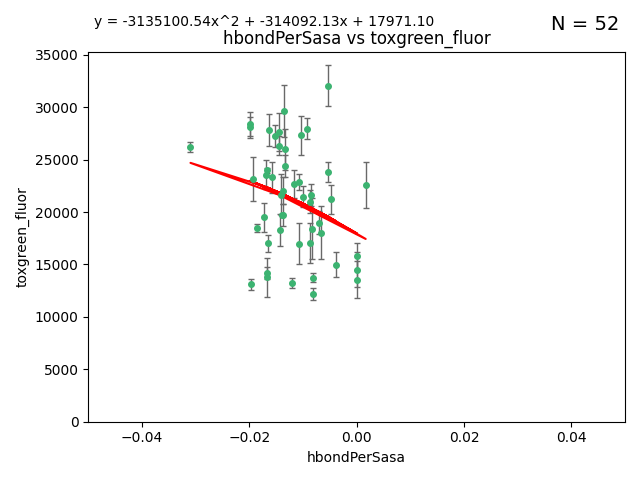 y = -3135100.54x^2 + -314092.13x + 17971.10
N = 52
hbondPerSasa vs toxgreen_fluor
toxgreen_fluor
35000
30000
25000
20000
15000
10000
5000
0
−0.04 −0.02 0.00 0.02 0.04
hbondPerSasa